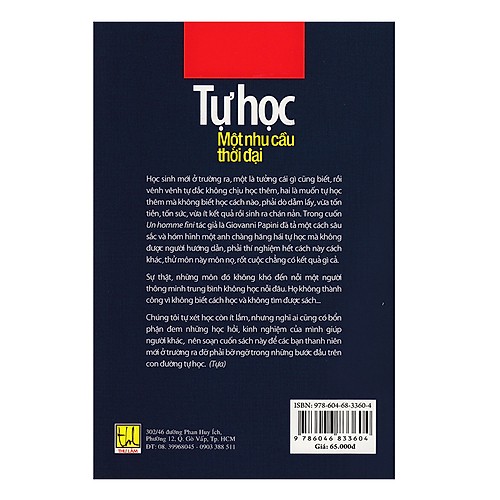 Tự học
Một nhu cầu
thời đại
Học sinh mới ở trường ra, một là tưởng cái gì cũng biết, rồi
vênh vênh tự đắc không chịu học thêm, hai là muốn tự học
thêm mà không biết học cách nào, phải dò dẫm lấy, vừa tốn
tiền, tốn sức, vừa ít kết quả rồi sinh ra chán nản. Trong cuốn
Un homme fini tác giả là Giovanni Papini đã tả một cách sâu
sắc và hóm hỉnh một anh chàng hăng hái tự học mà không
được người hướng dẫn, phải thí nghiệm hết cách này cách
khác, thử môn này môn nọ, rốt cuộc chẳng có kết quả gì cả.
Sự thật, những môn đó không khó đến nỗi một người
thông minh trung bình không học nổi đâu. Họ không thành
công vì không biết cách học và không tìm được sách...
Chúng tôi tự xét học còn ít lắm, nhưng nghĩ ai cũng có bổn
phận đem những học hỏi, kinh nghiệm của mình giúp
người khác, nên soạn cuốn sách này để các bạn thanh niên
mới ở trường ra đỡ phải bỡ ngỡ trong những bước đầu trên
con đường tự học. (Tựa)
ISBN: 978-604-68-3360-4
9 786046 833604
Giá: 65.000đ
THƯ LÂM
302/46 đường Phan Huy Ích,
Phường 12, Q. Gò Vấp, Tp. HCM
ĐT: 08. 39968045 - 0903 388 511